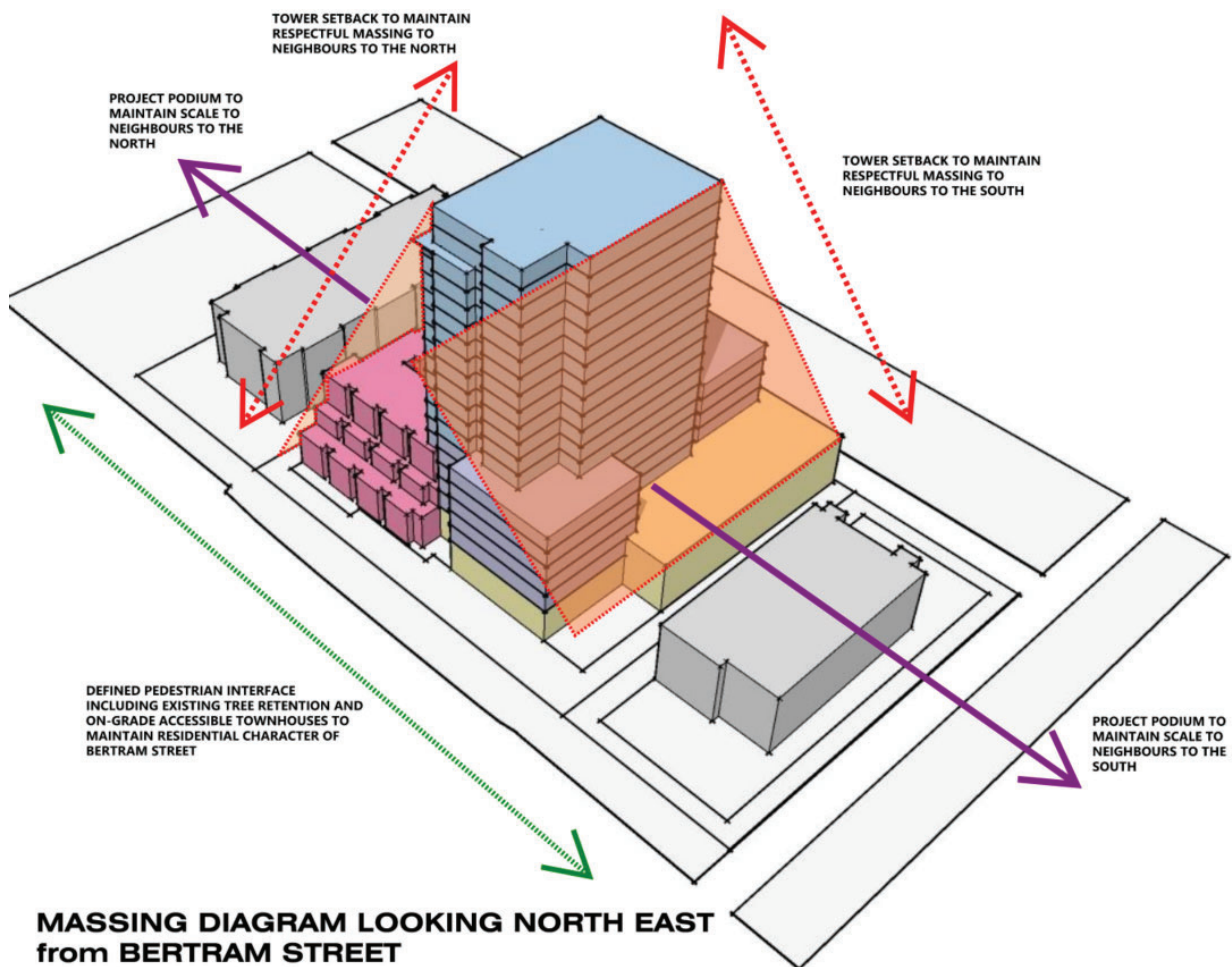 TOWER SETBACK TO MAINTAIN
RESPECTFUL MASSING TO
NEIGHBOURS TO THE NORTH
PROJECT PODIUM TO
MAINTAIN SCALE TO
NEIGHBOURS TO THE
NORTH
TOWER SETBACK TO MAINTAIN
RESPECTFUL MASSING TO
NEIGHBOURS TO THE SOUTH
DEFINED PEDESTRIAN INTERFACE
INCLUDING EXISTING TREE RETENTION AND
ON-GRADE ACCESSIBLE TOWNHOUSES TO
MAINTAIN RESIDENTIAL CHARACTER OF
BERTRAM STREET
PROJECT PODIUM TO
MAINTAIN SCALE TO
NEIGHBOURS TO THE
SOUTH
MASSING DIAGRAM LOOKING NORTH EAST
from BERTRAM STREET